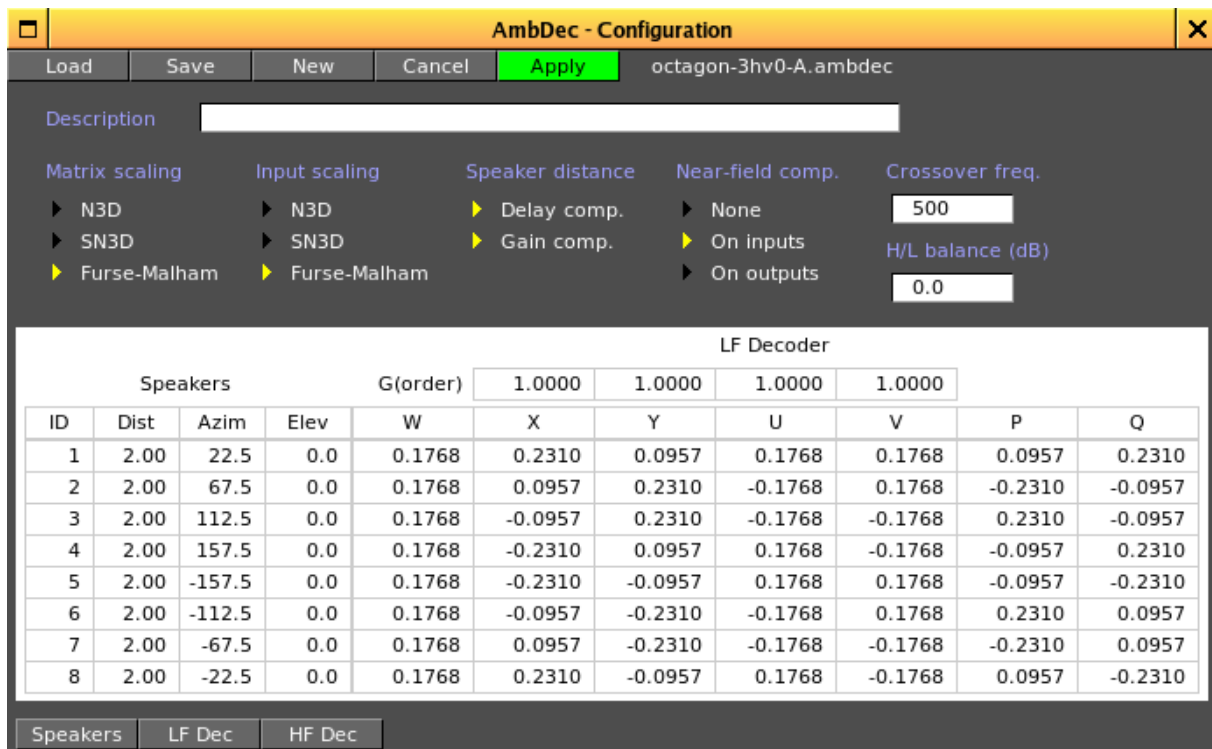 AmbDec - Configuration
Load Save New Cancel Apply octagon-3hv0-A.ambdec
Description
Matrix scaling Input scaling Speaker distance Near-field comp. Crossover freq.
N3D N3D Delay comp. None 500
SN3D SN3D Gain comp. On inputs H/L balance (dB)
Furse-Malham Furse-Malham On outputs 0.0
LF Decoder
Speakers G(order) 1.0000 1.0000 1.0000 1.0000
ID Dist Azim Elev W X Y U V P Q
1 2.00 22.5 0.0 0.1768 0.2310 0.0957 0.1768 0.1768 0.0957 0.2310
2 2.00 67.5 0.0 0.1768 0.0957 0.2310 -0.1768 0.1768 -0.2310 -0.0957
3 2.00 112.5 0.0 0.1768 -0.0957 0.2310 -0.1768 -0.1768 0.2310 -0.0957
4 2.00 157.5 0.0 0.1768 -0.2310 0.0957 0.1768 -0.1768 -0.0957 0.2310
5 2.00 -157.5 0.0 0.1768 -0.2310 -0.0957 0.1768 0.1768 -0.0957 -0.2310
6 2.00 -112.5 0.0 0.1768 -0.0957 -0.2310 -0.1768 0.1768 0.2310 0.0957
7 2.00 -67.5 0.0 0.1768 0.0957 -0.2310 -0.1768 -0.1768 -0.2310 0.0957
8 2.00 -22.5 0.0 0.1768 0.2310 -0.0957 0.1768 -0.1768 0.0957 -0.2310
Speakers LF Dec HF Dec